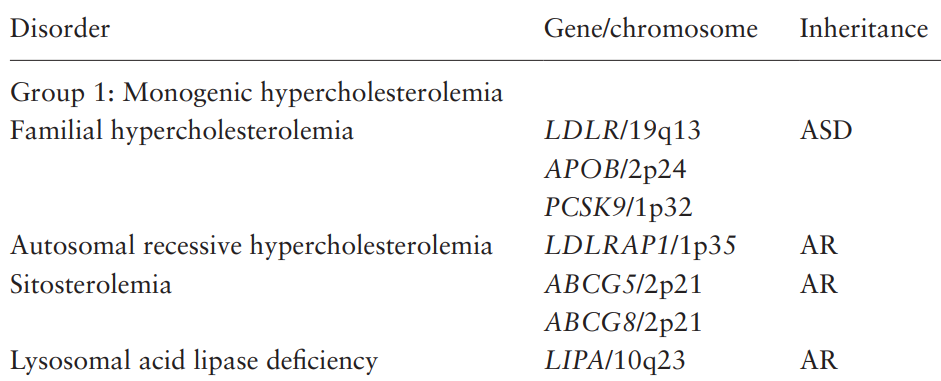 Disorder Gene/chromosome Inheritance
Group 1: Monogenic hypercholesterolemia
Familial hypercholesterolemia LDLR/19q13 ASD
APOB/2p24
PCSK9/1p32
Autosomal recessive hypercholesterolemia LDLRAP1/1p35 AR
Sitosterolemia ABCG5/2p21 AR
ABCG8/2p21
Lysosomal acid lipase deficiency LIPA/10q23 AR